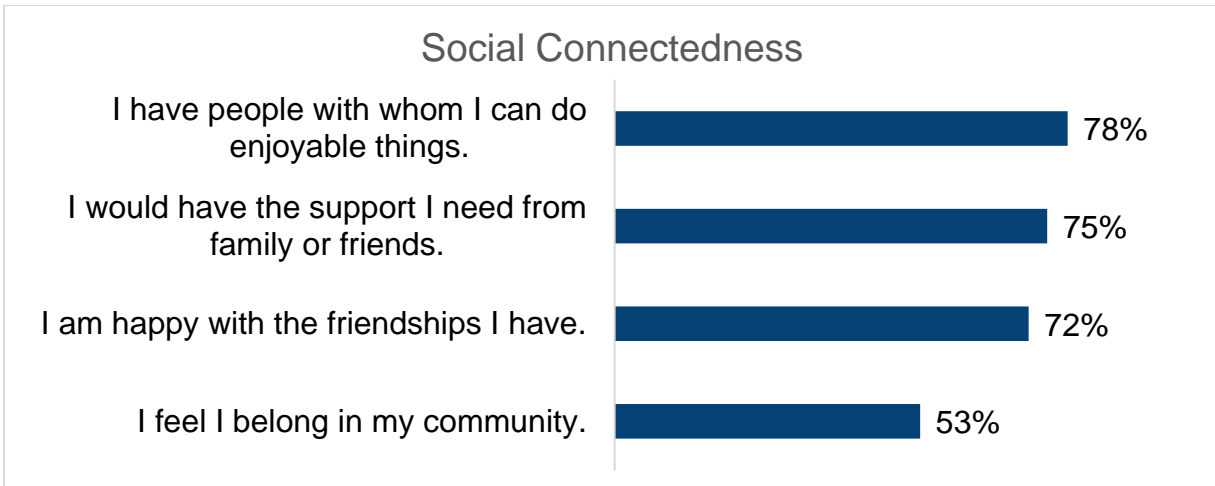 Social Connectedness
I have people with whom I can do
enjoyable things.
78%
I would have the support I need from
family or friends.
75%
I am happy with the friendships I have.
72%
I feel I belong in my community.
53%